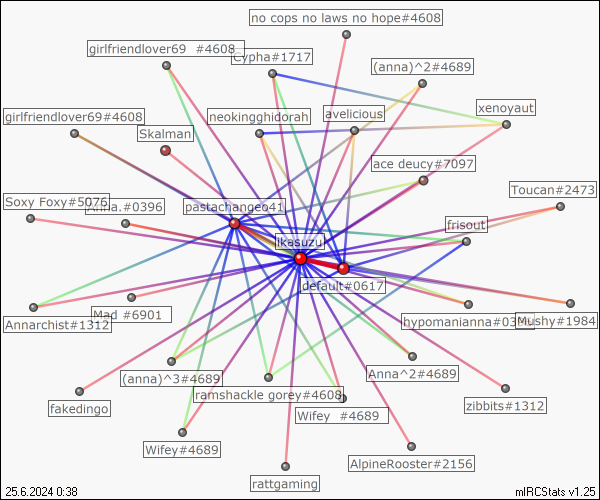 no cops no laws no hope#4608
girlfriendlover69 #4608
Cypha#1717
(anna)^2#4689
xenoyaut
girlfriendlover69#4608
neokingghidorah
avelicious
Skalman
ace deucy#7097
Toucan#2473
Soxy Foxy#5076
Anna.#0396
pastachangeo41
frisout
Ikasuzu
default#0617
Annarchist#1312
Mad #6901
hypomanianna#03
Mushy#1984
(anna)^3#4689
ramshackle gorey#4608
Anna^2#4689
fakedingo
Wifey #4689
zibbits#1312
Wifey#4689
AlpineRooster#2156
rattgaming
25.6.2024 0:38
mIRCStats v1.25